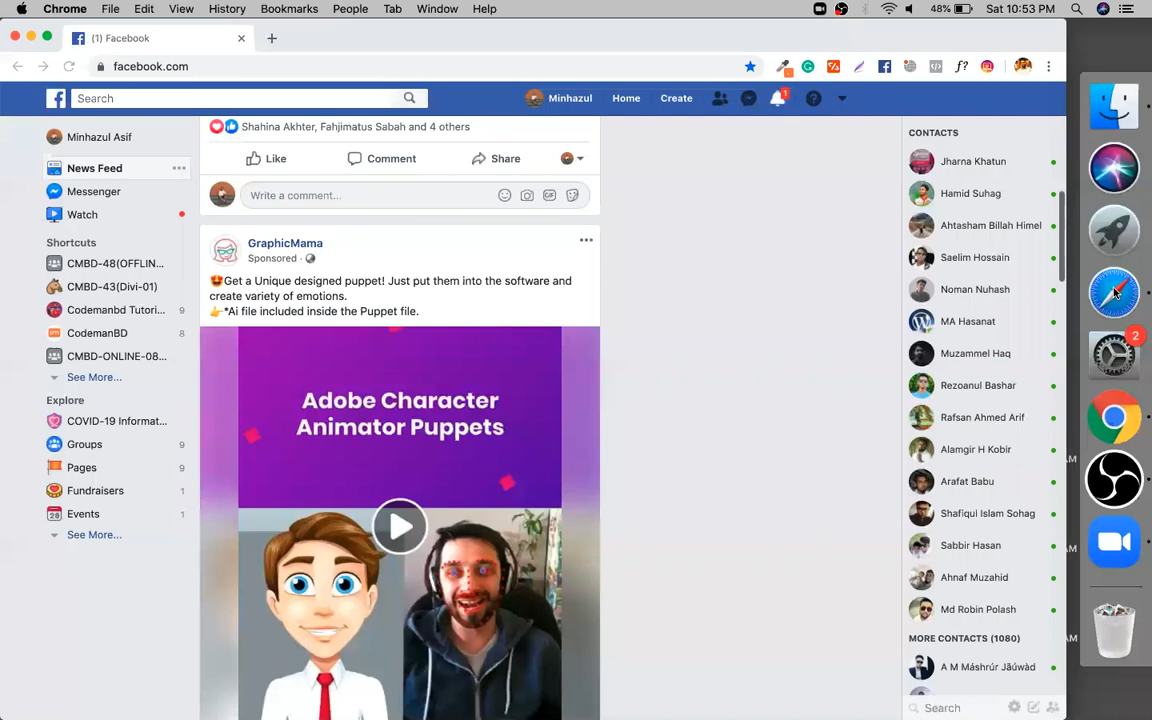 Chrome File Edit View History Bookmarks People Tab Window Help 48% Sat 10:53 PM
(1) Facebook
facebook.com f?
Search Minhazul Home Create 1
Minhazul Asif
News Feed
Messenger
Watch
Shortcuts
CMBD-48(OFFLIN...
CMBD-43(Divi-01)
Codemanbd Tutori... 9
CodemanBD 8
CMBD-ONLINE-08...
See More...
Explore
COVID-19 Informat...
Groups 9
Pages 9
Fundraisers 1
Events 1
See More...
Shahina Akhter, Fahjimatus Sabah and 4 others
Like Comment Share
Write a comment... GIF
GraphicMama
Sponsored ·
🤩Get a Unique designed puppet! Just put them into the software and
create variety of emotions.
👉*Ai file included inside the Puppet file.
Adobe Character
Animator Puppets
CONTACTS
Jharna Khatun
Hamid Suhag
Ahtasham Billah Himel
Saelim Hossain
Noman Nuhash
MA Hasanat
Muzammel Haq
Rezoanul Bashar
Rafsan Ahmed Arif
Alamgir H Kobir
Arafat Babu
Shafiqul Islam Sohag
Sabbir Hasan
Ahnaf Muzahid
Md Robin Polash
MORE CONTACTS (1080)
A M Máshrúr Jãúwàd
Search
2
AM
AM
AM